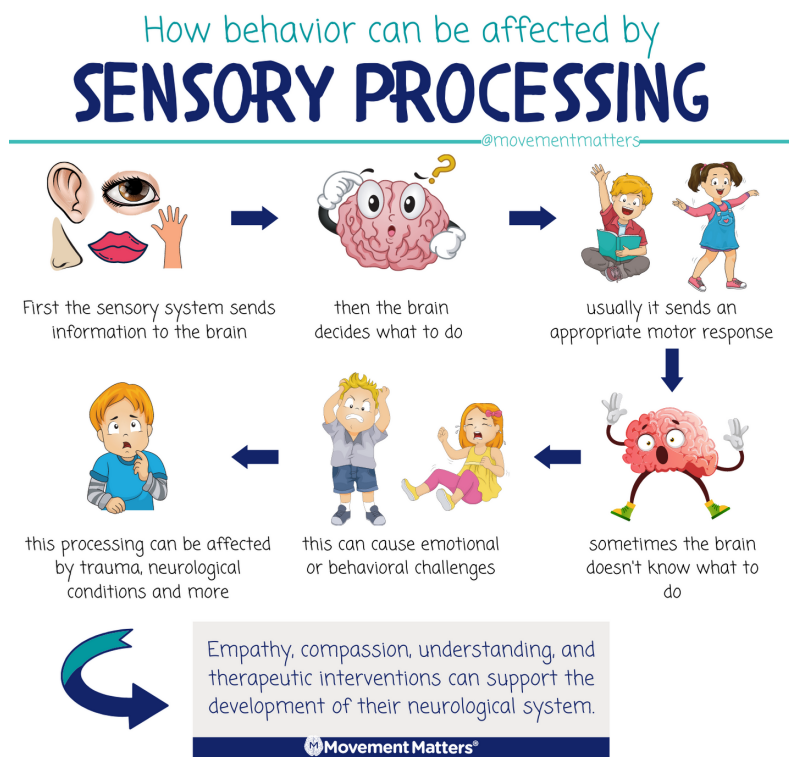 How behavior can be affected by
SENSORY PROCESSING
@movementmatters
?
First the sensory system sends
information to the brain
then the brain
decides what to do
usually it sends an
appropriate motor response
sometimes the brain
doesn't know what to
do
this can cause emotional
or behavioral challenges
this processing can be affected
by trauma, neurological
conditions and more
Empathy, compassion, understanding, and
therapeutic interventions can support the
development of their neurological system.
M Movement Matters®